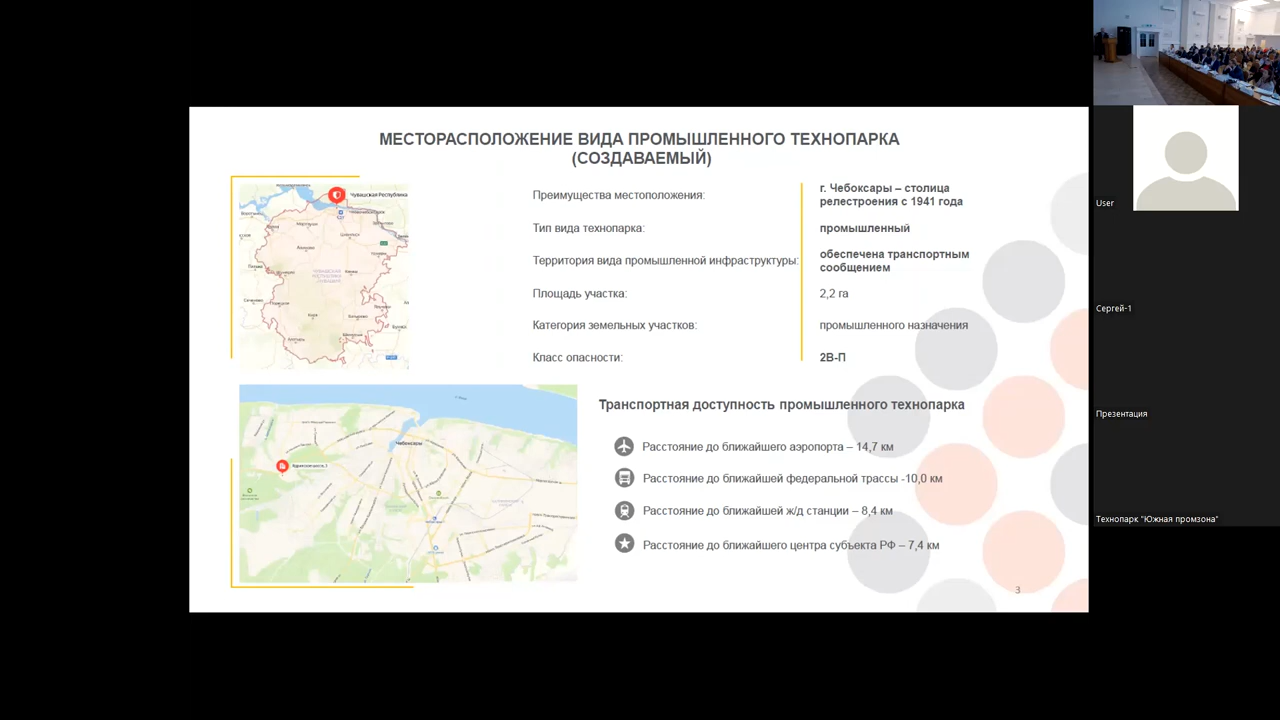 МЕСТОРАСПОЛОЖЕНИЕ ВИДА ПРОМЫШЛЕННОГО ТЕХНОПАРКА
(СОЗДАВАЕМЫЙ)
Чувашская Республика
Преимущества местоположения:
г. Чебоксары – столица
релестроения с 1941 года
Тип вида технопарка:
промышленный
Территория вида промышленной инфраструктуры:
обеспечена транспортным
сообщением
Площадь участка:
2,2 га
Категория земельных участков:
промышленного назначения
Класс опасности:
2В-П
Чебоксары
Транспортная доступность промышленного технопарка
Расстояние до ближайшего аэропорта – 14,7 км
Расстояние до ближайшей федеральной трассы -10,0 км
Расстояние до ближайшей ж/д станции – 8,4 км
Расстояние до ближайшего центра субъекта РФ – 7,4 км
3
User
Сергей-1
Презентация
Технопарк "Южная промзона"